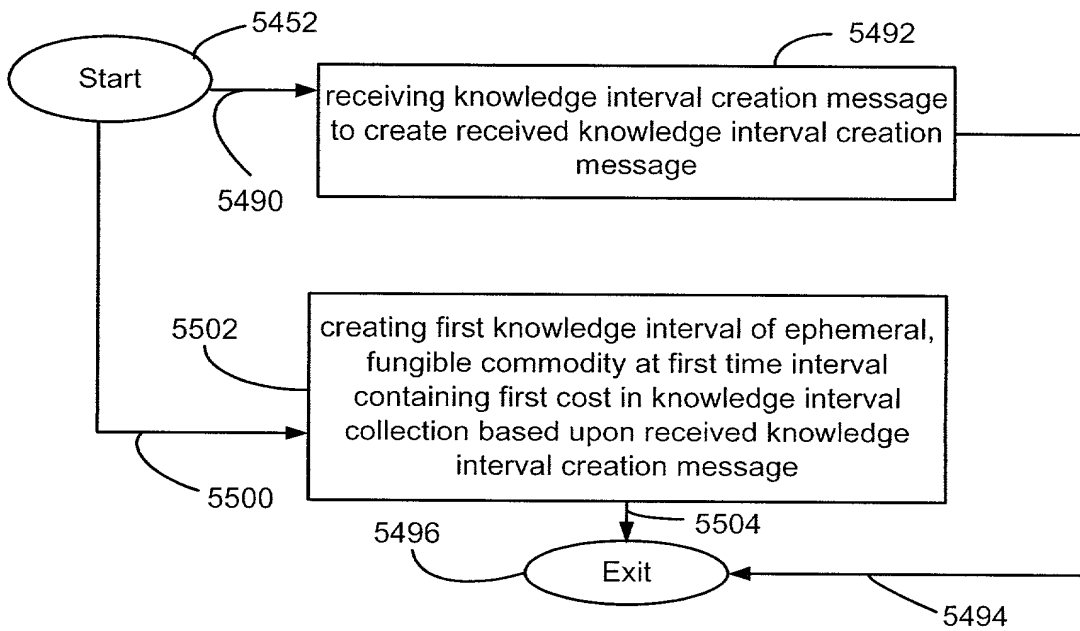 5452
Start
5492
receiving knowledge interval creation message
to create received knowledge interval creation
message
5490
5502
creating first knowledge interval of ephemeral,
fungible commodity at first time interval
containing first cost in knowledge interval
collection based upon received knowledge
interval creation message
5500
5504
5496
Exit
5494